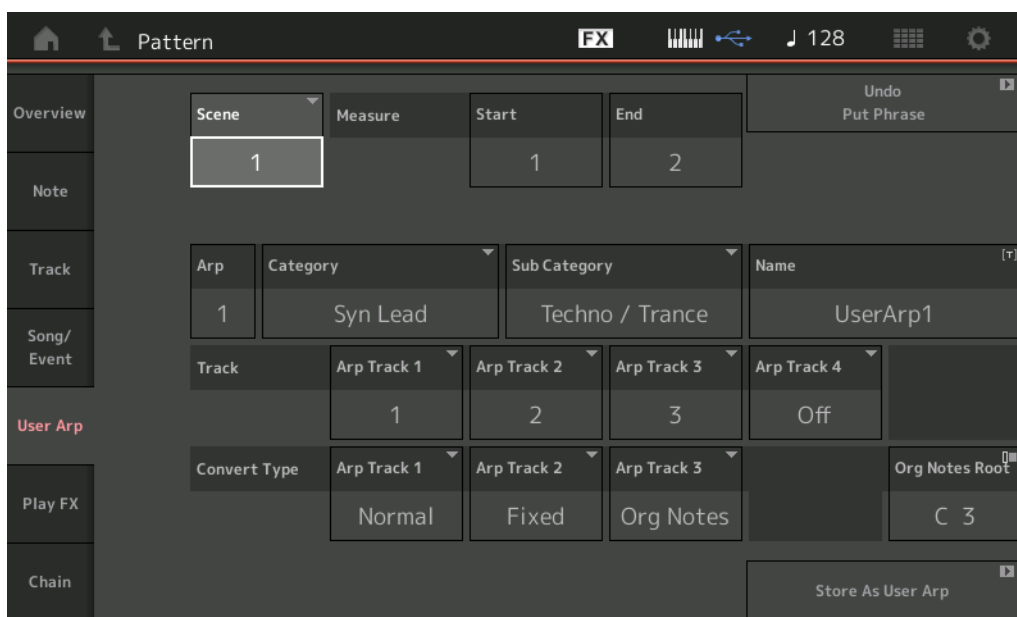 Pattern FX ♩ 128
Overview
Note
Track
Song/
Event
User Arp
Play FX
Chain
Scene Measure Start End
1 1 2
Undo
Put Phrase
Arp Category Sub Category Name [T]
1 Syn Lead Techno / Trance UserArp1
Track Arp Track 1 Arp Track 2 Arp Track 3 Arp Track 4
1 2 3 Off
Convert Type Arp Track 1 Arp Track 2 Arp Track 3 Org Notes Root
Normal Fixed Org Notes C 3
Store As User Arp